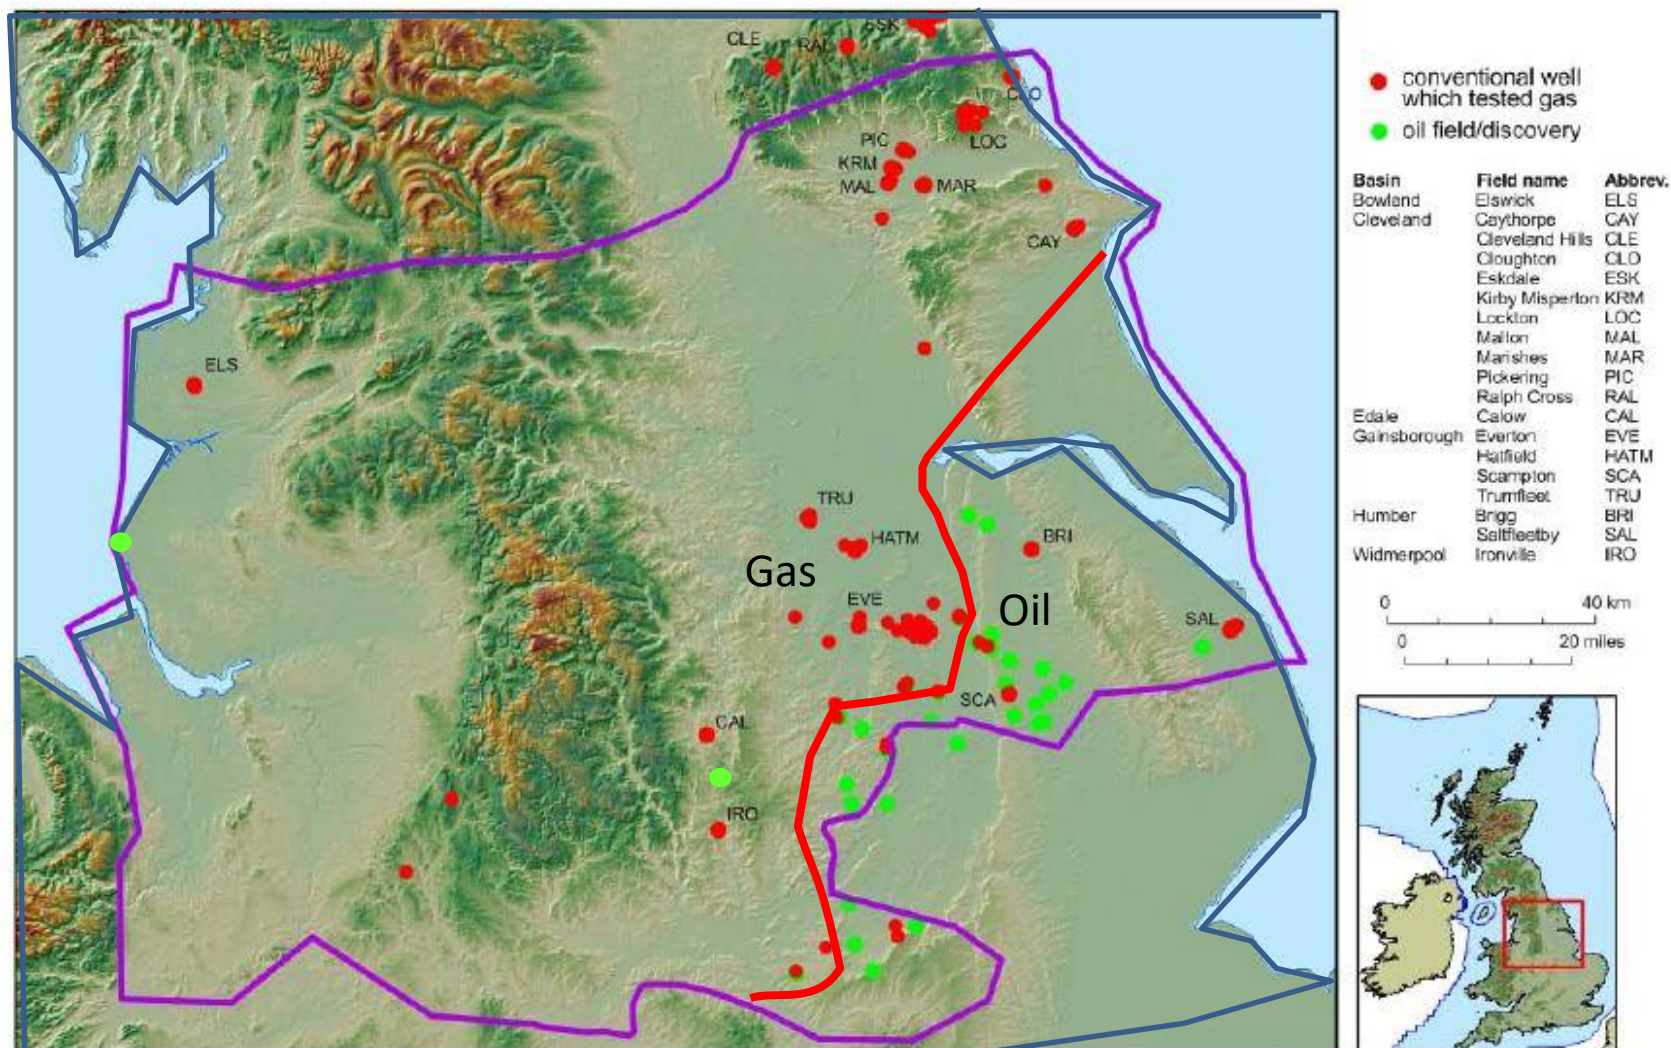 CLE
RAL
ESK
CLO
LOC
PIC
KRM
MAL
MAR
CAY
ELS
TRU
HATM
BRI
Gas
EVE
Oil
SAL
SCA
CAL
IRO
conventional well
which tested gas
oil field/discovery
Basin Field name Abbrev.
Bowland Elswick ELS
Cleveland Caythorpe CAY
Cleveland Hills CLE
Cloughton CLO
Eskdale ESK
Kirby Misperton KRM
Lockton LOC
Malton MAL
Marishes MAR
Pickering PIC
Ralph Cross RAL
Edale Calow CAL
Gainsborough Everton EVE
Hatfield HATM
Scampton SCA
Trumfleet TRU
Humber Brigg BRI
Saltfleetby SAL
Widmerpool Ironville IRO
0 40 km
0 20 miles